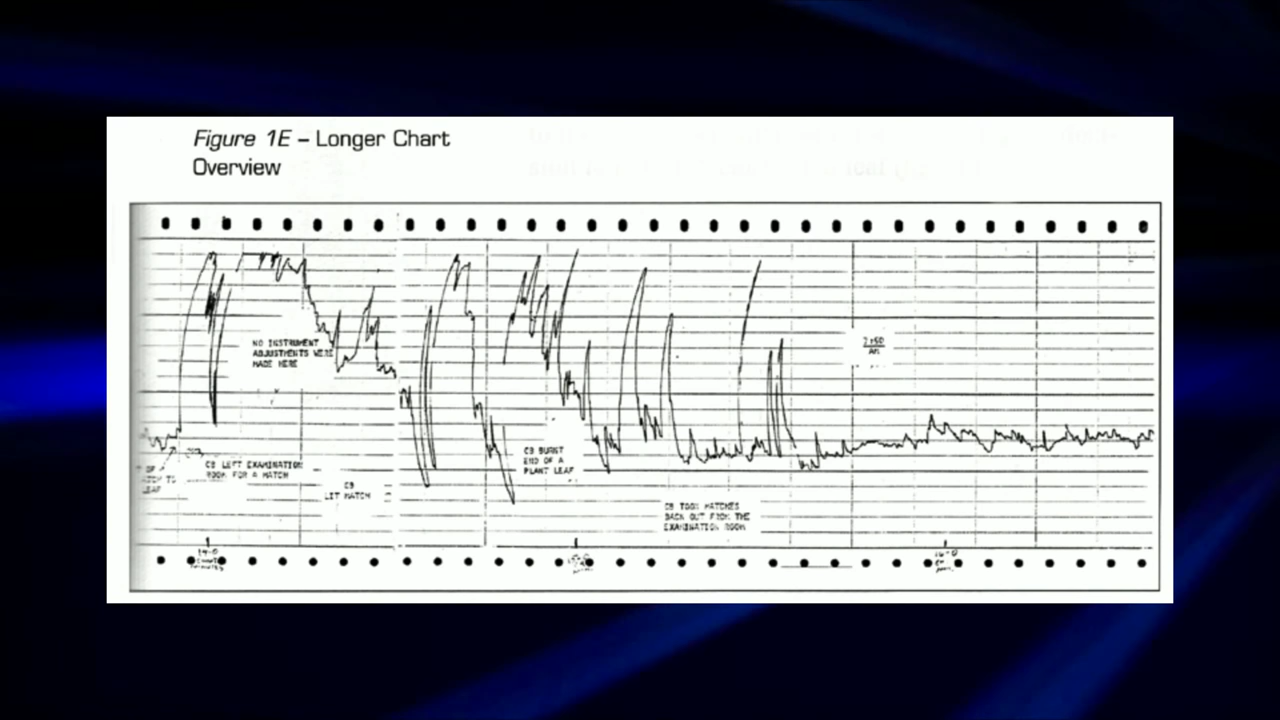 Figure 1E – Longer Chart
Overview
NO INSTRUMENT
ADJUSTMENTS WERE
MADE HERE
CB LEFT EXAMINATION
ROOM FOR A MATCH
LEAF
CB
LIT MATCH
CB BURNT
END OF A
PLANT LEAF
CB TOOK MATCHES
BACK OUT FROM THE
EXAMINATION ROOM
AM